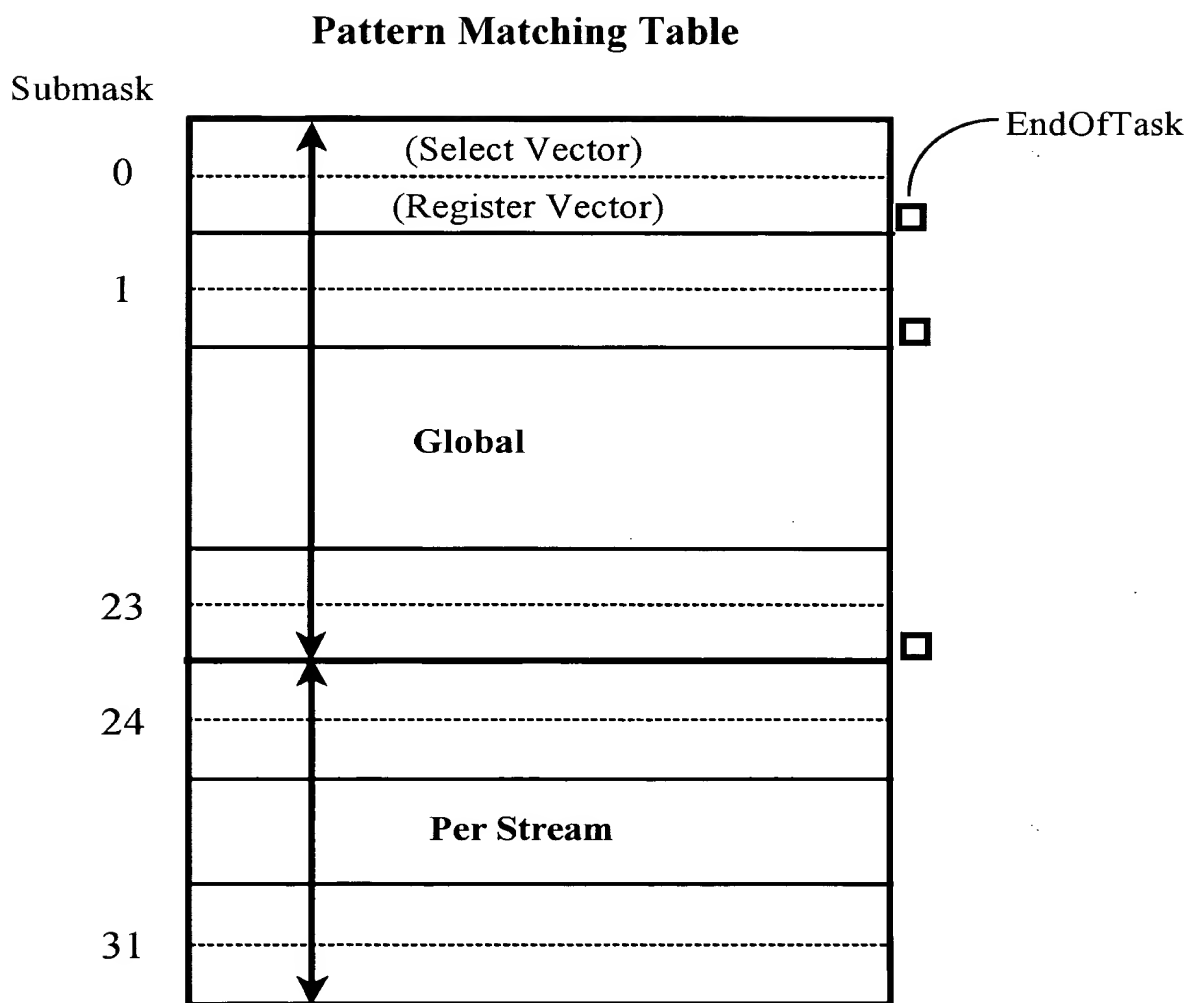 Pattern Matching Table
Submask
EndOfTask
0
(Select Vector)
(Register Vector)
1
Global
23
24
Per Stream
31